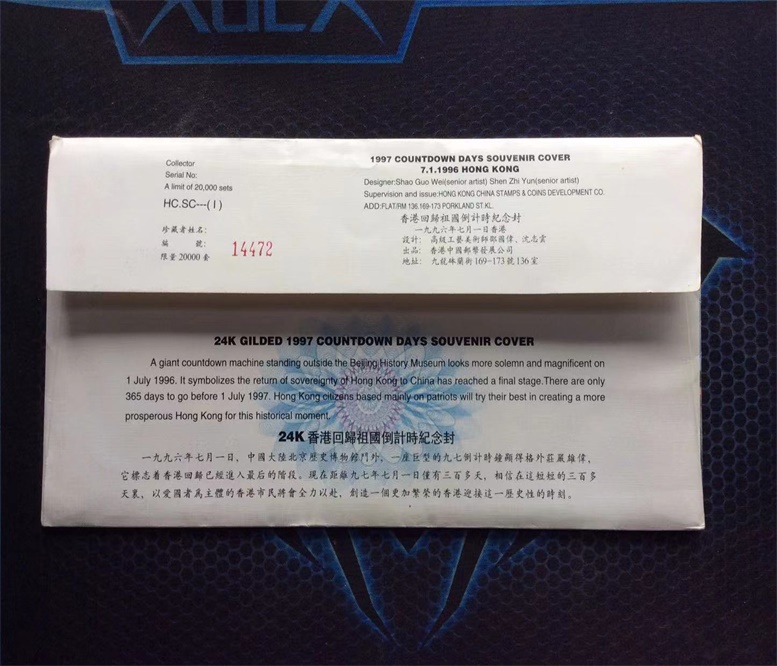 Collector
Serial No:
A limit of 20,000 sets
HC.SC---( I )
珍藏者姓名:
編 號:
限量 20000 套
14472
1997 COUNTDOWN DAYS SOUVENIR COVER
7.1.1996 HONG KONG
Designer:Shao Guo Wei(senior artist) Shen Zhi Yun(senior artist)
Supervision and issue:HONG KONG CHINA STAMPS & COINS DEVELOPMENT CO.
ADD:FLAT/RM 136.169-173 PORKLAND ST.KL.
香港回歸祖國倒計時紀念封
一九九六年七月一日香港
設計: 高級工藝美術師邵國偉、沈志雲
出品: 香港中國郵幣發展公司
地址: 九龍砵蘭街169-173號136室
24K GILDED 1997 COUNTDOWN DAYS SOUVENIR COVER
A giant countdown machine standing outside the Beijing History Museum looks more solemn and magnificent on
1 July 1996. It symbolizes the return of sovereignty of Hong Kong to China has reached a final stage.There are only
365 days to go before 1 July 1997. Hong Kong citizens based mainly on patriots will try their best in creating a more
prosperous Hong Kong for this historical moment.
24K 香港回歸祖國倒計時紀念封
一九九六年七月一日，中國大陸北京歷史博物館門外，一座巨型的九七倒計時鐘顯得格外莊嚴雄偉，
它標志着香港回歸已經進入最后的階段。現在距離九七年七月一日僅有三百多天，相信在這短短的三百多
天裏，以愛國者爲主體的香港市民將會全力以赴，創造一個更加繁榮的香港迎接這一歷史性的時刻。